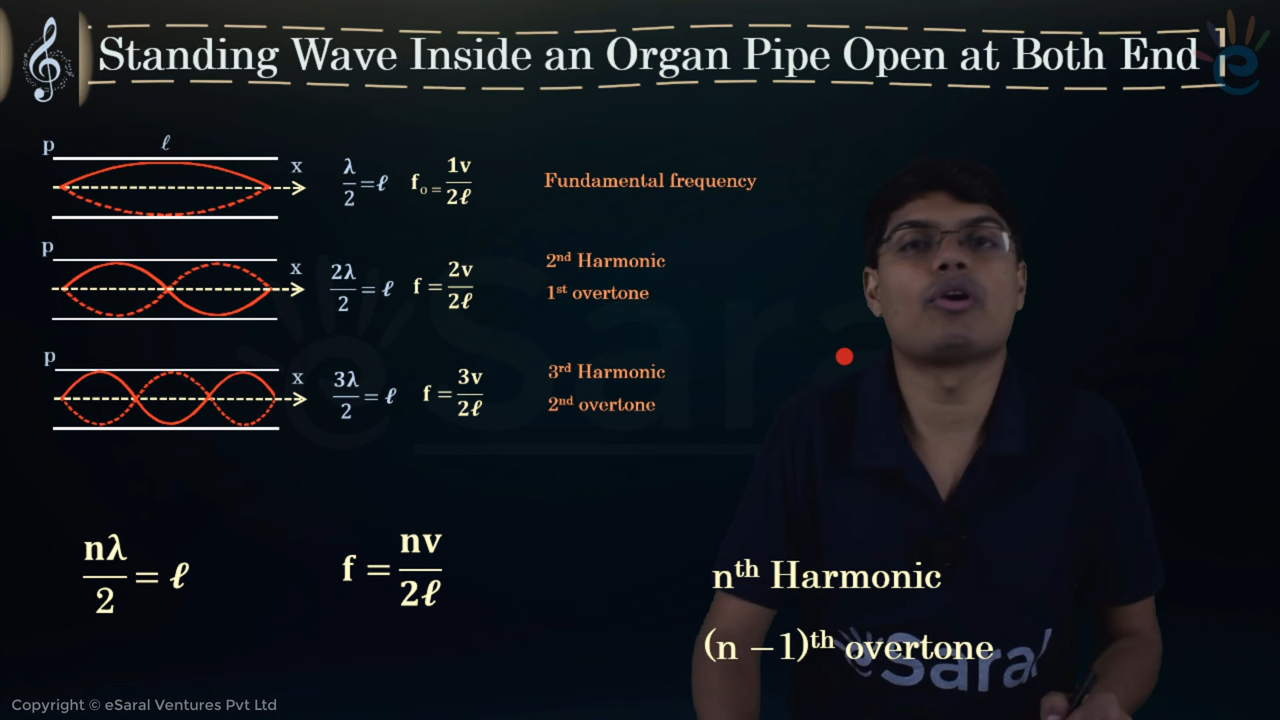 Standing Wave Inside an Organ Pipe Open at Both End
p
ℓ
x
λ/2 = ℓ
f₀ = 1v/2ℓ
Fundamental frequency
p
x
2λ/2 = ℓ
f = 2v/2ℓ
2nd Harmonic
1st overtone
p
x
3λ/2 = ℓ
f = 3v/2ℓ
3rd Harmonic
2nd overtone
nλ/2 = ℓ
f = nv/2ℓ
nth Harmonic
(n – 1)th overtone
eSaral
eSaral
Copyright © eSaral Ventures Pvt Ltd